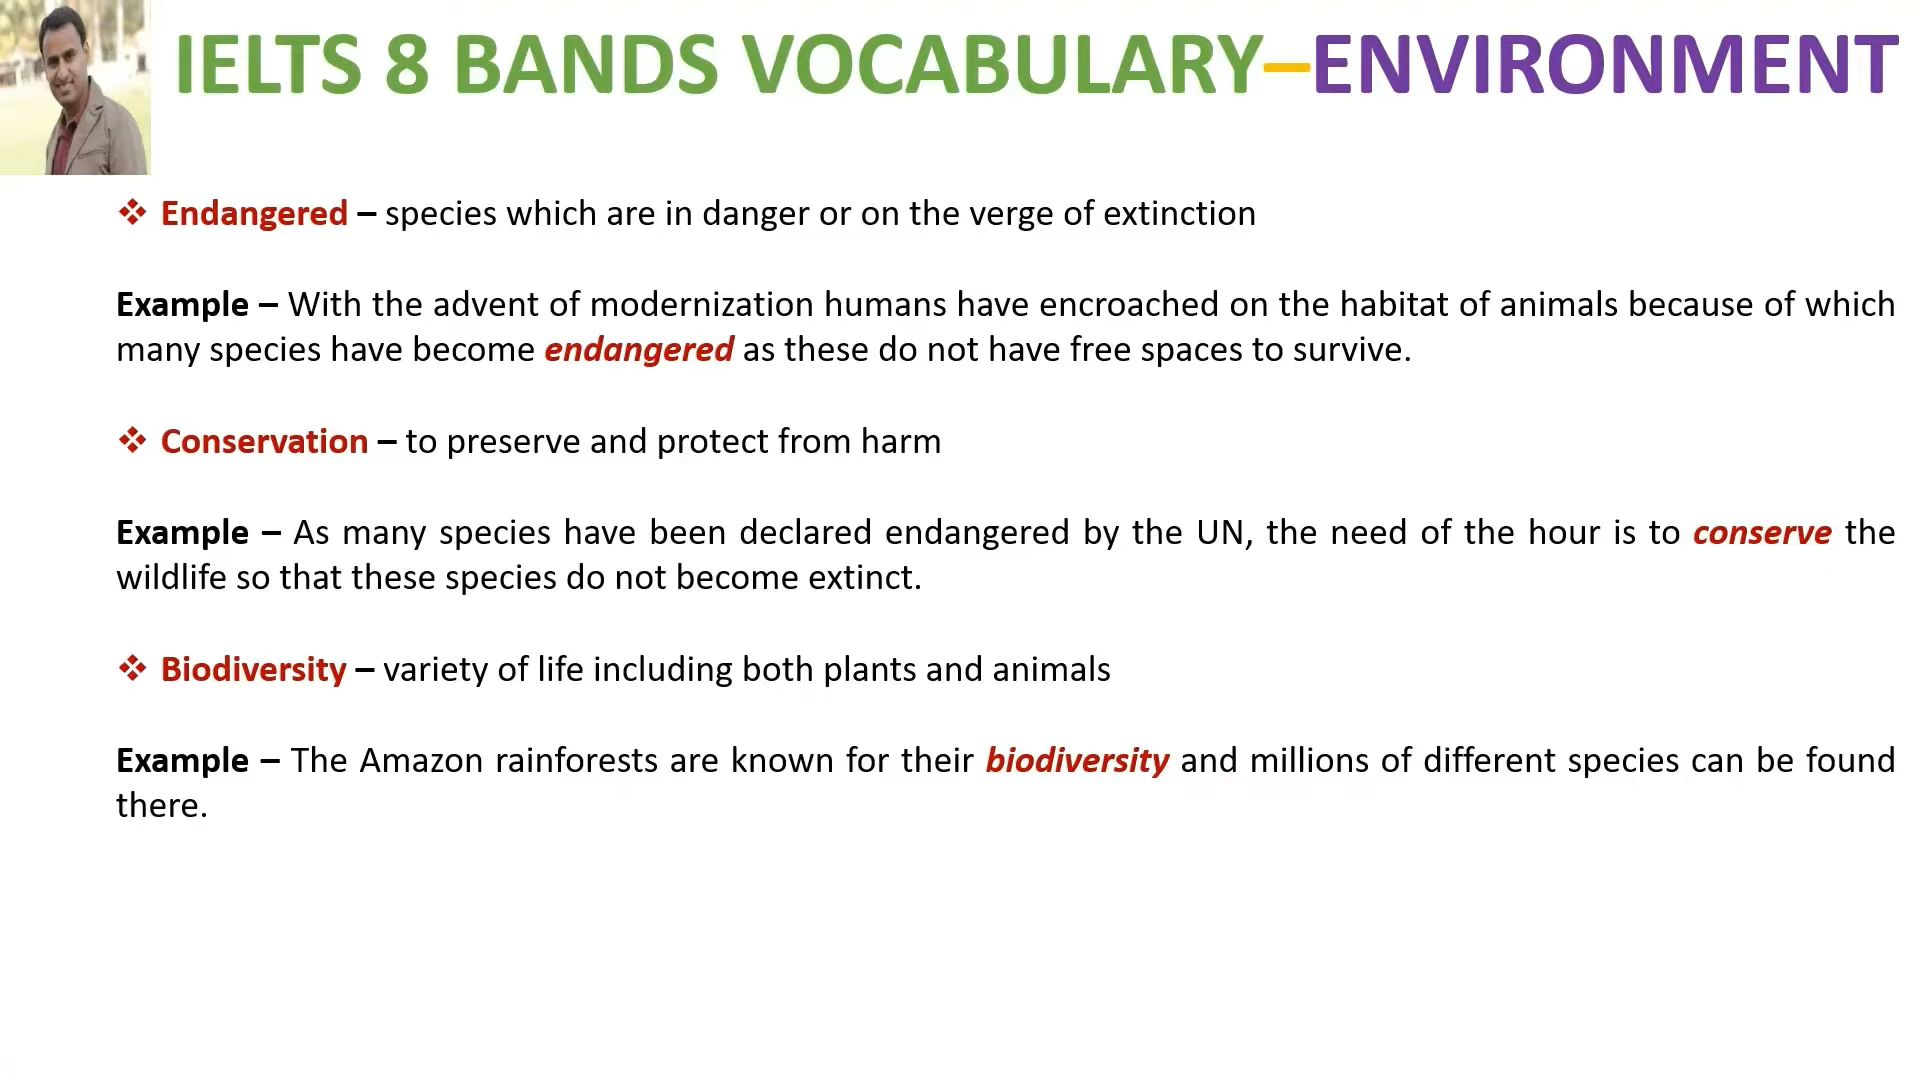 IELTS 8 BANDS VOCABULARY–ENVIRONMENT
❖ Endangered – species which are in danger or on the verge of extinction
Example – With the advent of modernization humans have encroached on the habitat of animals because of which
many species have become endangered as these do not have free spaces to survive.
❖ Conservation – to preserve and protect from harm
Example – As many species have been declared endangered by the UN, the need of the hour is to conserve the
wildlife so that these species do not become extinct.
❖ Biodiversity – variety of life including both plants and animals
Example – The Amazon rainforests are known for their biodiversity and millions of different species can be found
there.